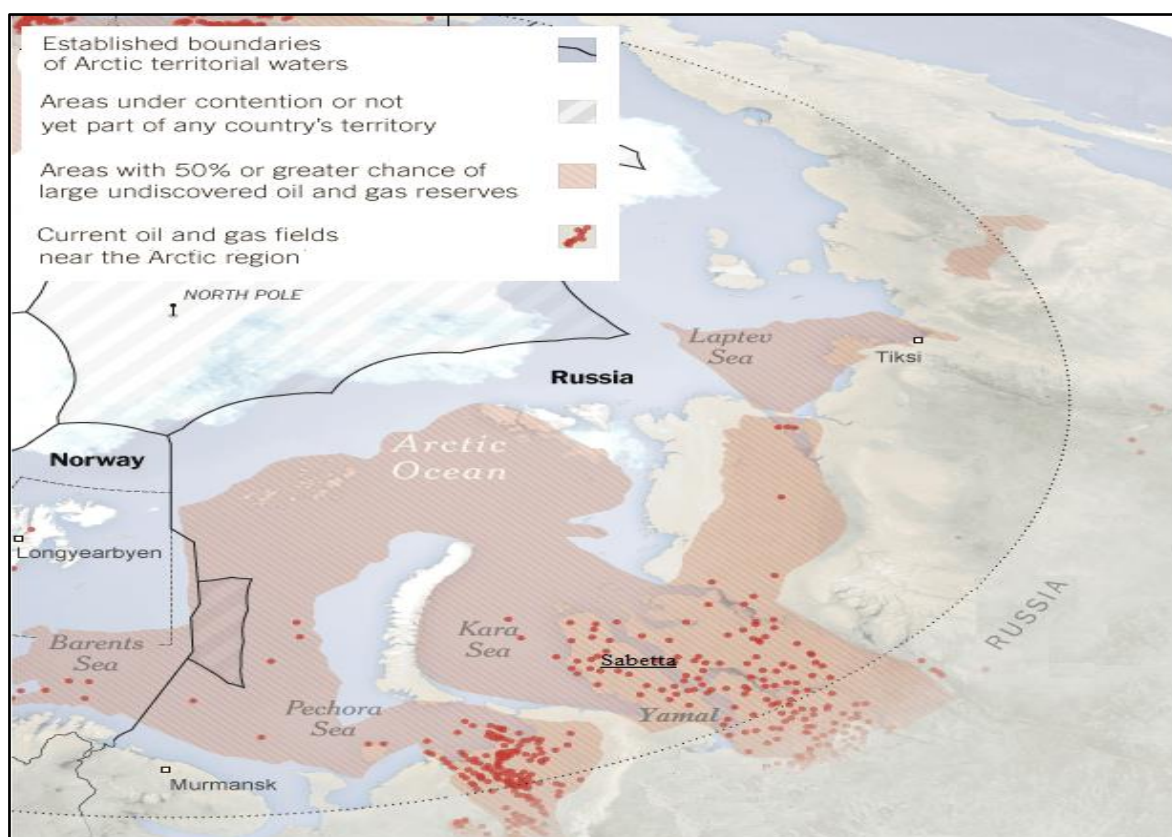 Established boundaries
of Arctic territorial waters
Areas under contention or not
yet part of any country's territory
Areas with 50% or greater chance of
large undiscovered oil and gas reserves
Current oil and gas fields
near the Arctic region
NORTH POLE
Laptev
Sea
Tiksi
Russia
Arctic
Ocean
Norway
Longyearbyen
RUSSIA
Barents
Sea
Kara
Sea
Sabetta
Pechora
Sea
Yamal
Murmansk